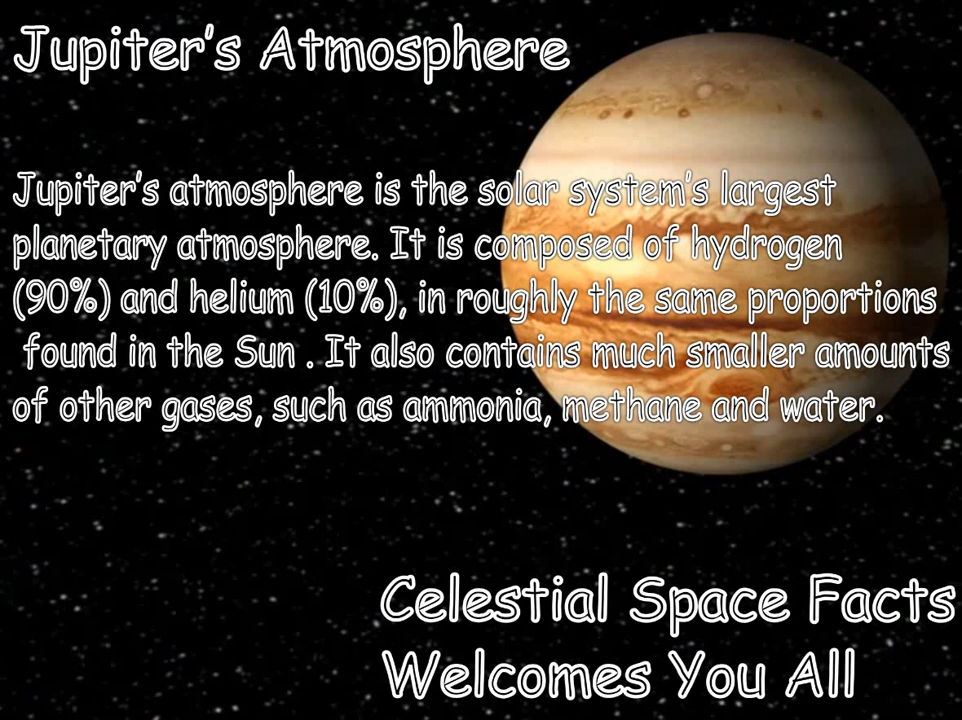 Jupiter's Atmosphere
Jupiter's atmosphere is the solar system's largest
planetary atmosphere. It is composed of hydrogen
(90%) and helium (10%), in roughly the same proportions
found in the Sun . It also contains much smaller amounts
of other gases, such as ammonia, methane and water.
Celestial Space Facts
Welcomes You All